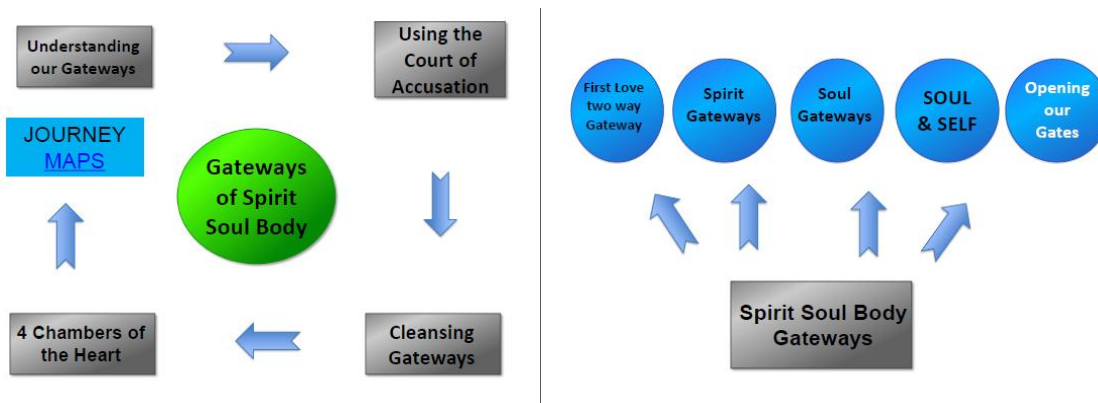 Understanding
our Gateways
Using the
Court of
Accusation
JOURNEY
MAPS
Gateways
of Spirit
Soul Body
4 Chambers of
the Heart
Cleansing
Gateways
First Love
two way
Gateway
Spirit
Gateways
Soul
Gateways
SOUL
& SELF
Opening
our
Gates
Spirit Soul Body
Gateways